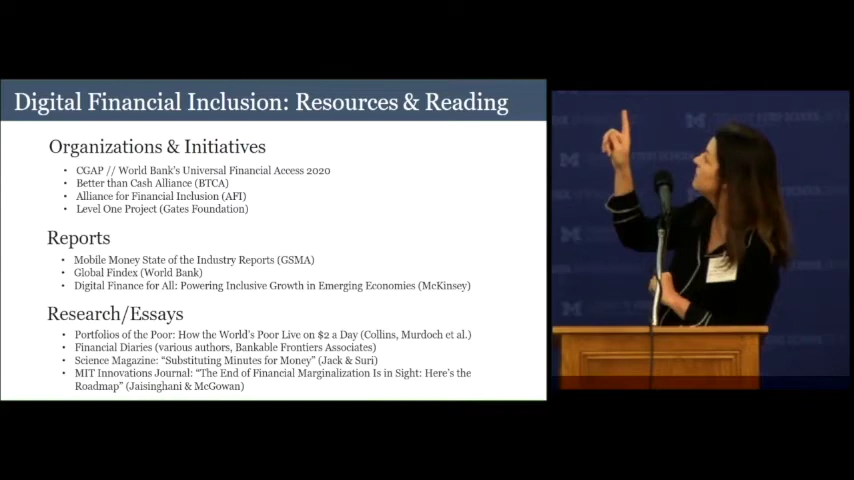 Digital Financial Inclusion: Resources & Reading
Organizations & Initiatives
• CGAP // World Bank's Universal Financial Access 2020
• Better than Cash Alliance (BTCA)
• Alliance for Financial Inclusion (AFI)
• Level One Project (Gates Foundation)
Reports
• Mobile Money State of the Industry Reports (GSMA)
• Global Findex (World Bank)
• Digital Finance for All: Powering Inclusive Growth in Emerging Economies (McKinsey)
Research/Essays
• Portfolios of the Poor: How the World's Poor Live on $2 a Day (Collins, Murdoch et al.)
• Financial Diaries (various authors, Bankable Frontiers Associates)
• Science Magazine: “Substituting Minutes for Money” (Jack & Suri)
• MIT Innovations Journal: “The End of Financial Marginalization Is in Sight: Here's the
Roadmap” (Jaisinghani & McGowan)
M
M
M
M